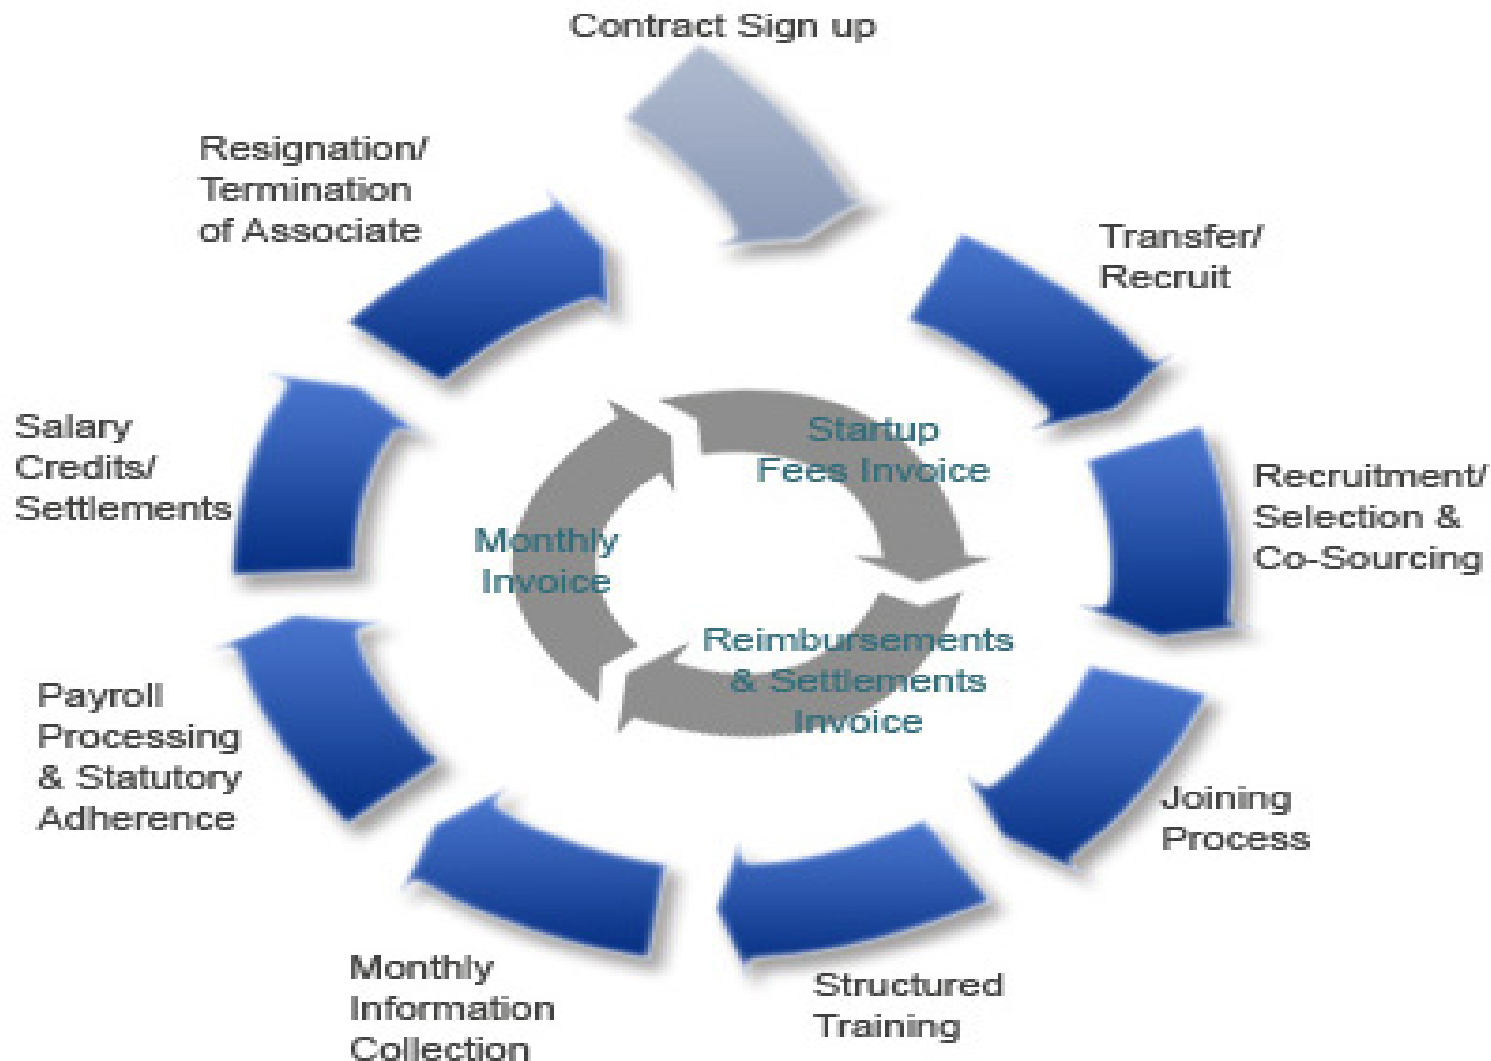 Contract Sign up
Transfer/
Recruit
Recruitment/
Selection &
Co-Sourcing
Joining
Process
Structured
Training
Monthly
Information
Collection
Payroll
Processing
& Statutory
Adherence
Salary
Credits/
Settlements
Resignation/
Termination
of Associate
Startup
Fees Invoice
Reimbursements
& Settlements
Invoice
Monthly
Invoice